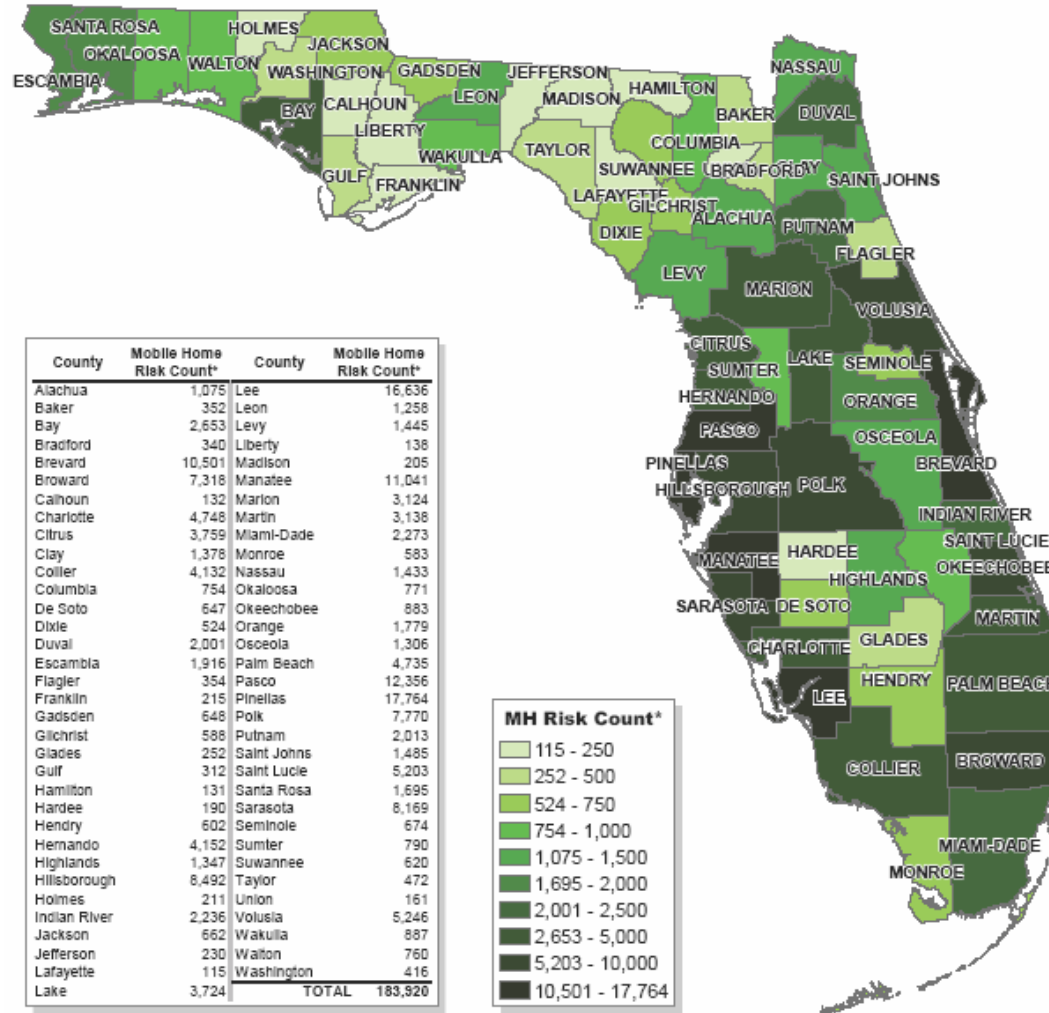 SANTA ROSA
HOLMES
OKALOOSA
WALTON
JACKSON
ESCAMBIA
WASHINGTON
GADSDEN
JEFFERSON
NASSAU
BAY
CALHOUN
LEON
MADISON
HAMILTON
BAKER
DUVAL
LIBERTY
WAKULLA
TAYLOR
COLUMBIA
GULF
FRANKLIN
SUWANNEE
BRADFORD
SAINT JOHNS
LAFAYETTE
GILCHRIST
ALACHUA
PUTNAM
DIXIE
FLAGLER
LEVY
MARION
VOLUSIA
CITRUS
LAKE
SEMINOLE
SUMTER
HERNANDO
ORANGE
PASCO
OSCEOLA
PINELLAS
BREVARD
HILLSBOROUGH
POLK
INDIAN RIVER
MANATEE
HARDEE
SAINT LUCIE
HIGHLANDS
OKEECHOBEE
SARASOTA
DE SOTO
MARTIN
CHARLOTTE
GLADES
LEE
HENDRY
PALM BEACH
COLLIER
BROWARD
MIAMI-DADE
MONROE
County Mobile Home Risk Count* County Mobile Home Risk Count*
Alachua 1,075 Lee 16,636
Baker 352 Leon 1,258
Bay 2,653 Levy 1,445
Bradford 340 Liberty 138
Brevard 10,501 Madison 205
Broward 7,318 Manatee 11,041
Calhoun 132 Marion 3,124
Charlotte 4,748 Martin 3,138
Citrus 3,759 Miami-Dade 2,273
Clay 1,378 Monroe 583
Collier 4,132 Nassau 1,433
Columbia 754 Okaloosa 771
De Soto 647 Okeechobee 883
Dixie 524 Orange 1,779
Duval 2,001 Osceola 1,306
Escambia 1,916 Palm Beach 4,735
Flagler 354 Pasco 12,356
Franklin 215 Pinellas 17,764
Gadsden 648 Polk 7,770
Gilchrist 588 Putnam 2,013
Glades 252 Saint Johns 1,485
Gulf 312 Saint Lucie 5,203
Hamilton 131 Santa Rosa 1,695
Hardee 190 Sarasota 8,169
Hendry 602 Seminole 674
Hernando 4,152 Sumter 790
Highlands 1,347 Suwannee 620
Hillsborough 8,492 Taylor 472
Holmes 211 Union 161
Indian River 2,236 Volusia 5,246
Jackson 662 Wakulla 887
Jefferson 230 Walton 760
Lafayette 115 Washington 416
Lake 3,724 TOTAL 183,920
MH Risk Count*
115 - 250
252 - 500
524 - 750
754 - 1,000
1,075 - 1,500
1,695 - 2,000
2,001 - 2,500
2,653 - 5,000
5,203 - 10,000
10,501 - 17,764